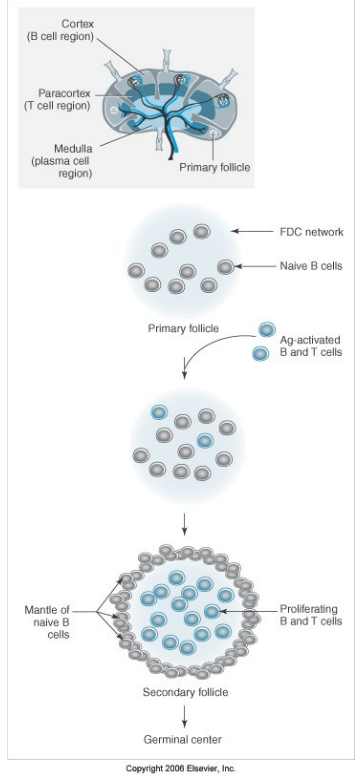 Cortex
(B cell region)
Paracortex
(T cell region)
Medulla
(plasma cell
region)
Primary follicle
FDC network
Naive B cells
Primary follicle
Ag-activated
B and T cells
Mantle of
naive B
cells
Proliferating
B and T cells
Secondary follicle
Germinal center
Copyright 2006 Elsevier, Inc.